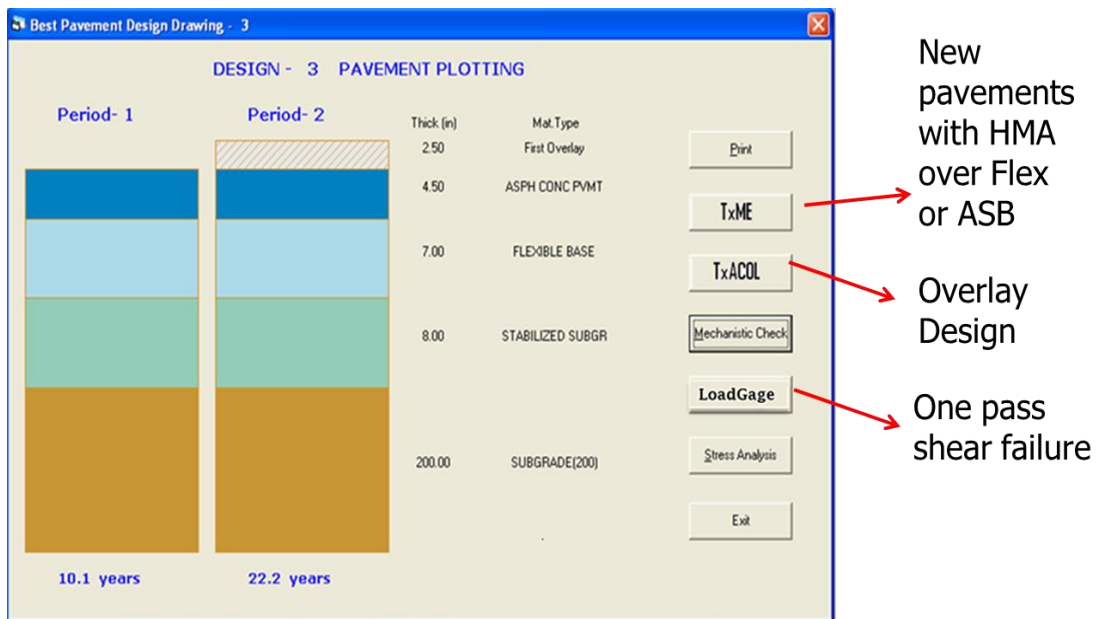 Best Pavement Design Drawing - 3
DESIGN - 3 PAVEMENT PLOTTING
Period- 1
Period- 2
Thick (in)
Mat.Type
2.50
First Overlay
4.50
ASPH CONC PVMT
7.00
FLEXIBLE BASE
8.00
STABILIZED SUBGR
200.00
SUBGRADE(200)
10.1 years
22.2 years
Print
TxME
TxACOL
Mechanistic Check
LoadGage
Stress Analysis
Exit
New
pavements
with HMA
over Flex
or ASB
Overlay
Design
One pass
shear failure